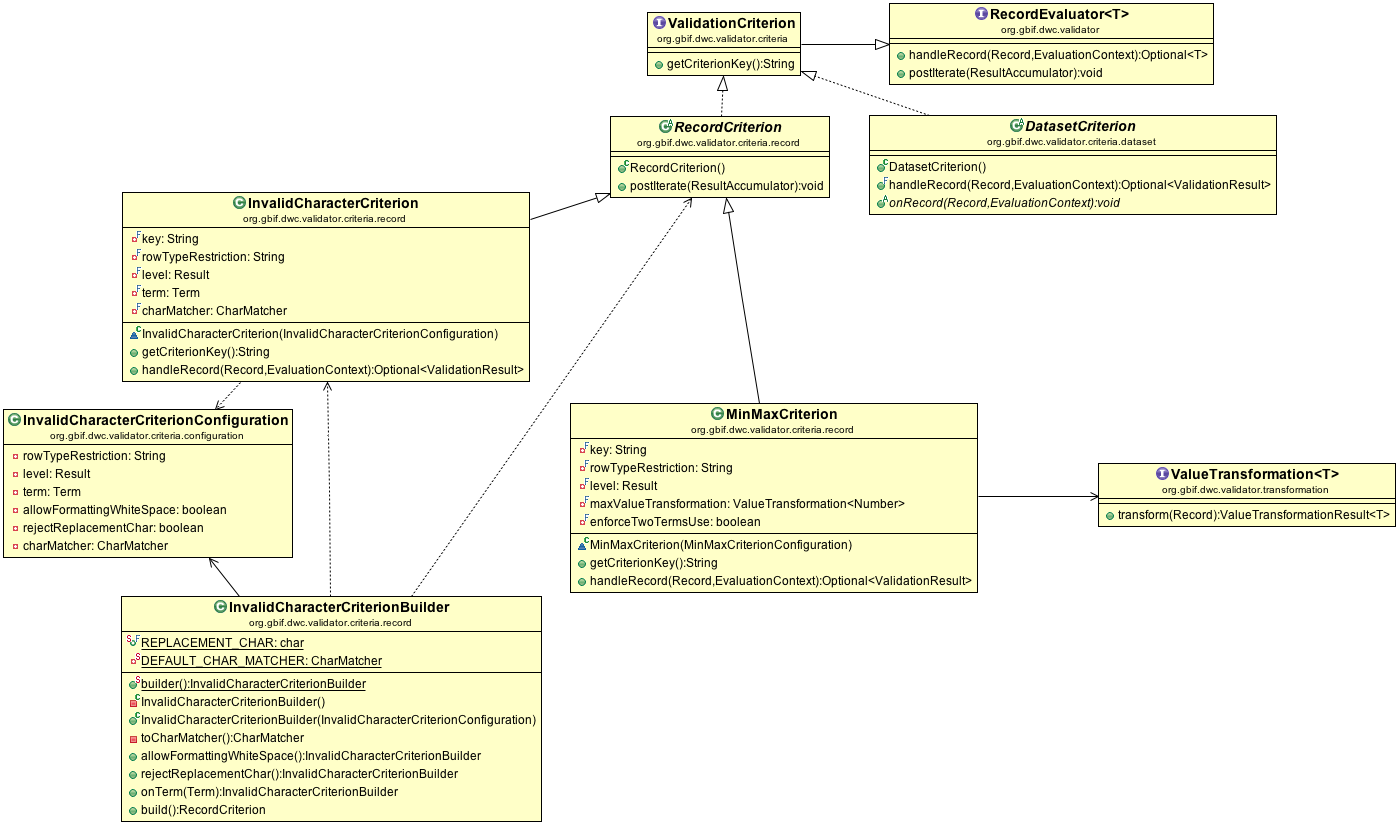 ValidationCriterion
org.gbif.dwc.validator.criteria
getCriterionKey():String
RecordEvaluator<T>
org.gbif.dwc.validator
handleRecord(Record,EvaluationContext):Optional<T>
postIterate(ResultAccumulator):void
RecordCriterion
org.gbif.dwc.validator.criteria.record
RecordCriterion()
postIterate(ResultAccumulator):void
DatasetCriterion
org.gbif.dwc.validator.criteria.dataset
DatasetCriterion()
handleRecord(Record,EvaluationContext):Optional<ValidationResult>
onRecord(Record,EvaluationContext):void
InvalidCharacterCriterion
org.gbif.dwc.validator.criteria.record
key: String
rowTypeRestriction: String
level: Result
term: Term
charMatcher: CharMatcher
InvalidCharacterCriterion(InvalidCharacterCriterionConfiguration)
getCriterionKey():String
handleRecord(Record,EvaluationContext):Optional<ValidationResult>
InvalidCharacterCriterionConfiguration
org.gbif.dwc.validator.criteria.configuration
rowTypeRestriction: String
level: Result
term: Term
allowFormattingWhiteSpace: boolean
rejectReplacementChar: boolean
charMatcher: CharMatcher
MinMaxCriterion
org.gbif.dwc.validator.criteria.record
key: String
rowTypeRestriction: String
level: Result
maxValueTransformation: ValueTransformation<Number>
enforceTwoTermsUse: boolean
MinMaxCriterion(MinMaxCriterionConfiguration)
getCriterionKey():String
handleRecord(Record,EvaluationContext):Optional<ValidationResult>
ValueTransformation<T>
org.gbif.dwc.validator.transformation
transform(Record):ValueTransformationResult<T>
InvalidCharacterCriterionBuilder
org.gbif.dwc.validator.criteria.record
REPLACEMENT_CHAR: char
DEFAULT_CHAR_MATCHER: CharMatcher
builder():InvalidCharacterCriterionBuilder
InvalidCharacterCriterionBuilder()
InvalidCharacterCriterionBuilder(InvalidCharacterCriterionConfiguration)
toCharMatcher():CharMatcher
allowFormattingWhiteSpace():InvalidCharacterCriterionBuilder
rejectReplacementChar():InvalidCharacterCriterionBuilder
onTerm(Term):InvalidCharacterCriterionBuilder
build():RecordCriterion